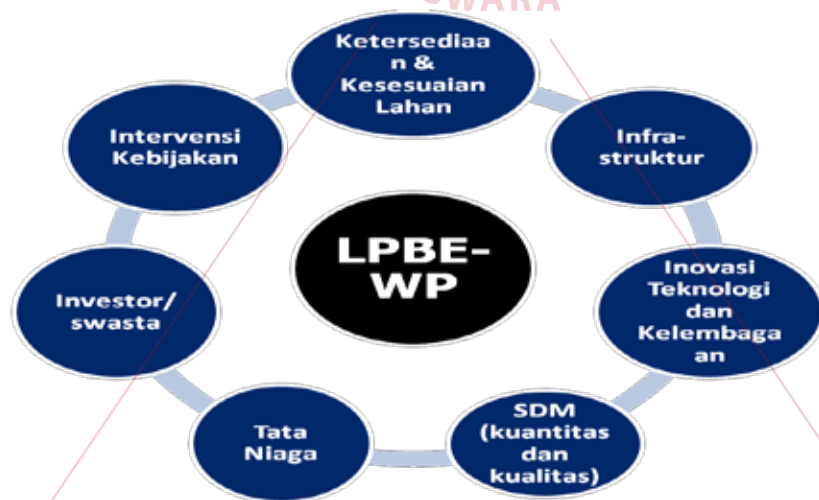 SWARA
Ketersediaa
n &
Kesesuaian
Lahan
Infra-
struktur
Inovasi
Teknologi
dan
Kelembaga
an
SDM
(kuantitas
dan
kualitas)
Tata
Niaga
Investor/
swasta
Intervensi
Kebijakan
LPBE-
WP